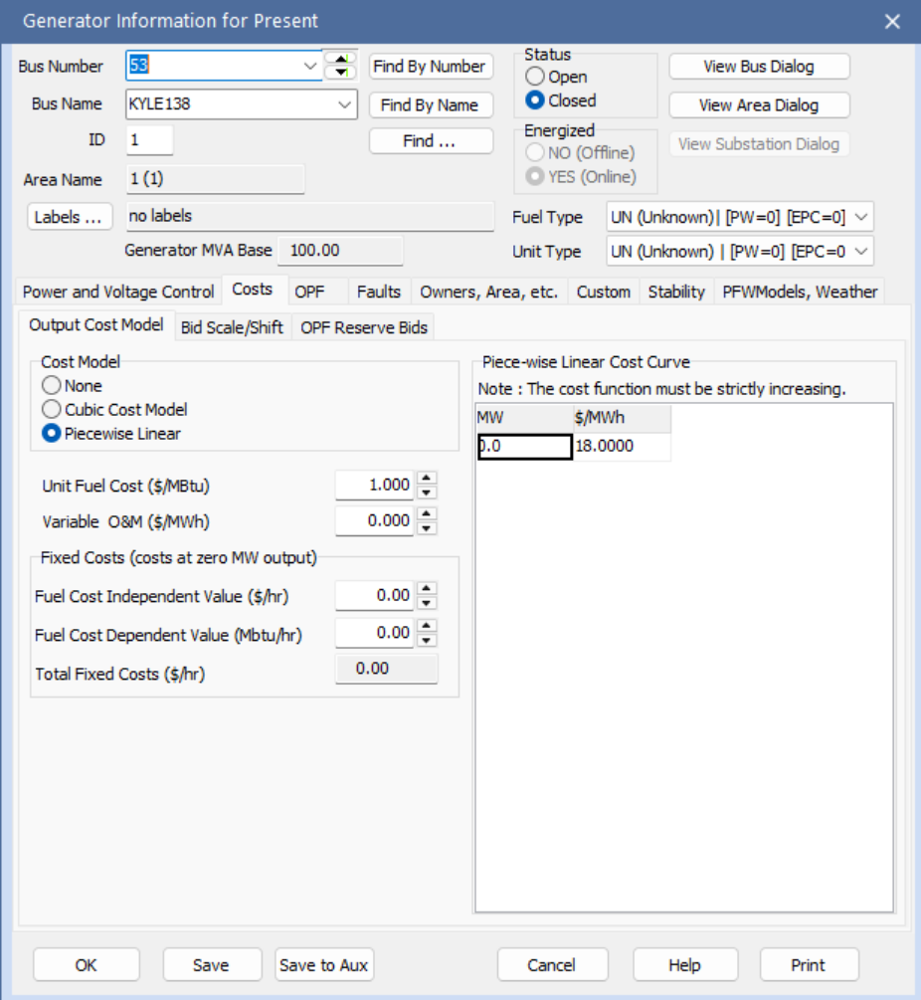 Generator Information for Present
Bus Number 53 Find By Number
Bus Name KYLE138 Find By Name
ID 1 Find ...
Area Name 1 (1)
Labels ... no labels
Generator MVA Base 100.00
Status
Open
Closed
Energized
NO (Offline)
YES (Online)
View Bus Dialog
View Area Dialog
View Substation Dialog
Fuel Type UN (Unknown)| [PW=0] [EPC=0]
Unit Type UN (Unknown) | [PW=0] [EPC=0
Power and Voltage Control Costs OPF Faults Owners, Area, etc. Custom Stability PFWModels, Weather
Output Cost Model Bid Scale/Shift OPF Reserve Bids
Cost Model
None
Cubic Cost Model
Piecewise Linear
Unit Fuel Cost ($/MBtu) 1.000
Variable O&M ($/MWh) 0.000
Fixed Costs (costs at zero MW output)
Fuel Cost Independent Value ($/hr) 0.00
Fuel Cost Dependent Value (Mbtu/hr) 0.00
Total Fixed Costs ($/hr) 0.00
Piece-wise Linear Cost Curve
Note : The cost function must be strictly increasing.
MW $/MWh
0.0 18.0000
OK Save Save to Aux Cancel Help Print